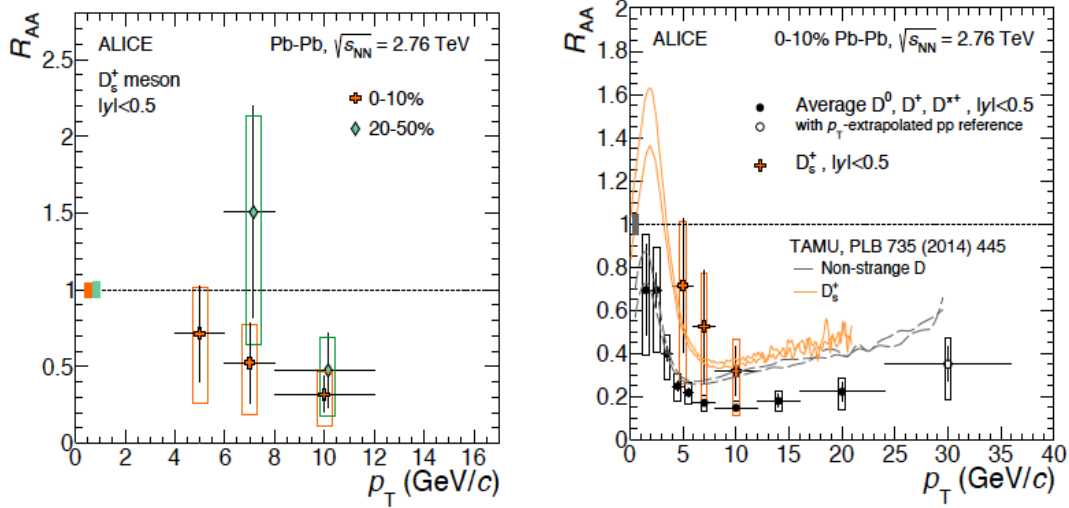 R_AA
3
2.5
2
1.5
1
0.5
0
ALICE
Pb-Pb, √s_NN = 2.76 TeV
D_s^+ meson
|y|<0.5
0-10%
20-50%
0 2 4 6 8 10 12 14 16
p_T (GeV/c)
R_AA
2
1.8
1.6
1.4
1.2
1
0.8
0.6
0.4
0.2
0
ALICE
0-10% Pb-Pb, √s_NN = 2.76 TeV
Average D^0, D^+, D^*+, |y|<0.5
with p_T-extrapolated pp reference
D_s^+, |y|<0.5
TAMU, PLB 735 (2014) 445
Non-strange D
D_s^+
0 5 10 15 20 25 30 35 40
p_T (GeV/c)